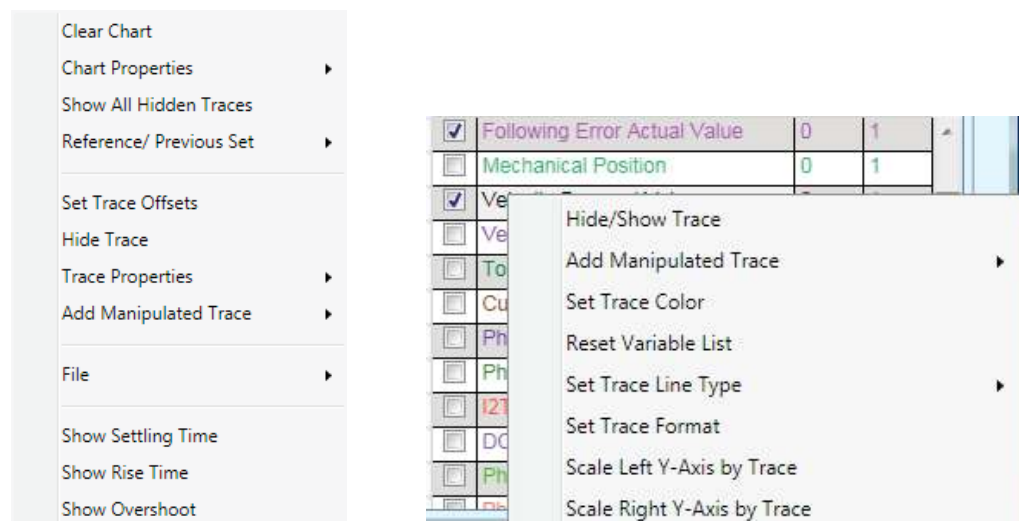 Clear Chart
Chart Properties
Show All Hidden Traces
Reference/ Previous Set
Set Trace Offsets
Hide Trace
Trace Properties
Add Manipulated Trace
File
Show Settling Time
Show Rise Time
Show Overshoot
Following Error Actual Value 0 1
Mechanical Position 0 1
Ve
Ve
To
Cu
Ph
Ph
I2T
DC
Ph
Hide/Show Trace
Add Manipulated Trace
Set Trace Color
Reset Variable List
Set Trace Line Type
Set Trace Format
Scale Left Y-Axis by Trace
Scale Right Y-Axis by Trace